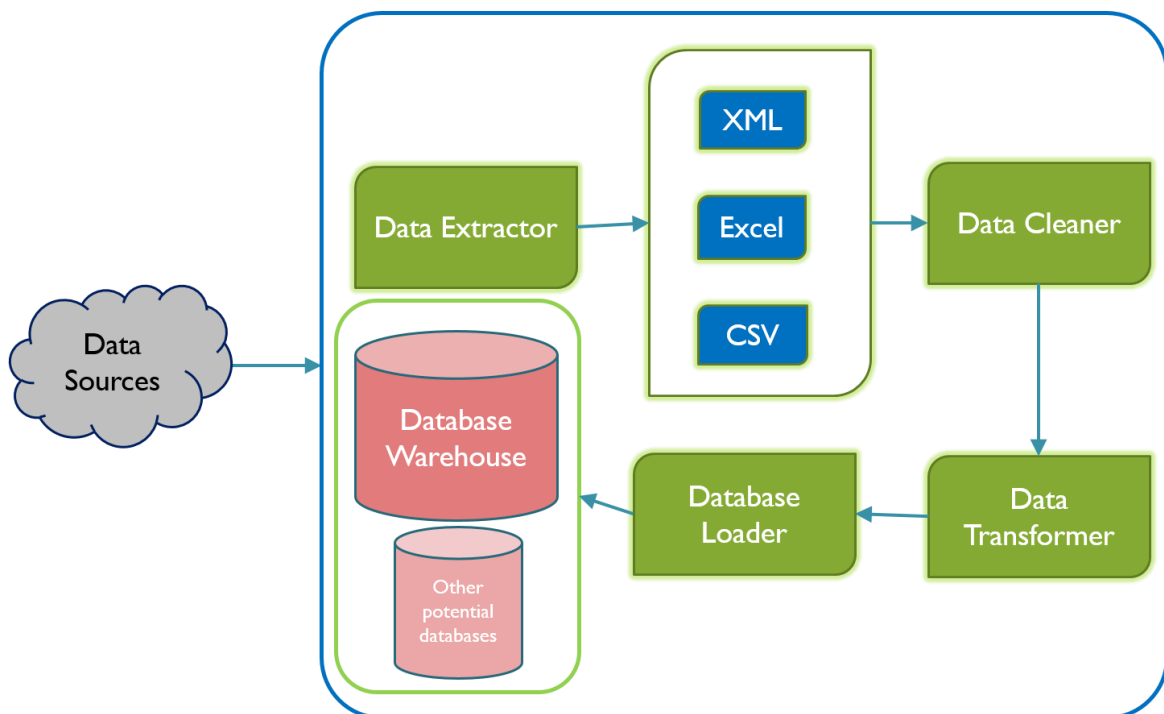 Data
Sources
Data Extractor
XML
Excel
CSV
Data Cleaner
Data
Transformer
Database
Loader
Database
Warehouse
Other
potential
databases